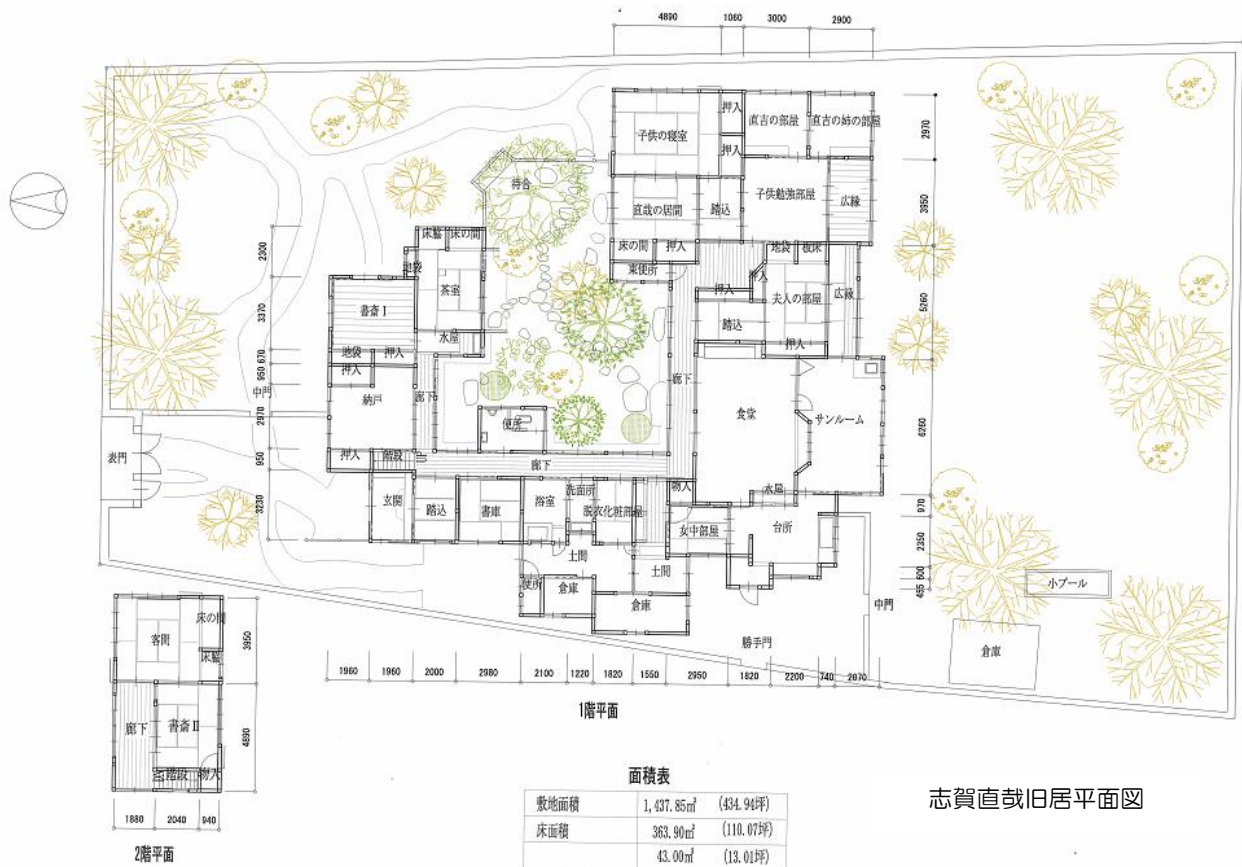 4890 1060 3000 2900
押入 直吉の部屋 直吉の姉の部屋
子供の寝室
押入
2970
待合
直哉の居間 踏込 子供勉強部屋 広縁
3950
床脇 床の間
床の間 押入 地袋 板床
2300
地袋 茶室
東便所 押入
書斎Ⅰ
押入 夫人の部屋 広縁
3370
踏込
5260
水屋
地袋 押入 押入
670
押入
950
中門 納戸 廊下 廊下 食堂 サンルーム
2970
便所
6260
表門
押入 階段 廊下
950
物入 水屋
玄関 踏込 書庫 浴室 洗面所 脱衣化粧部屋
3230
女中部屋 台所
970
土間 土間
2350
便所 倉庫 倉庫
600
455
小プール
中門
勝手門
倉庫
1960 1960 2000 2980 2100 1220 1820 1550 2950 1820 2200 740 2070
1階平面
床の間
客間
床脇
3950
廊下 書斎Ⅱ
4890
階段 物入
1880 2040 940
2階平面
面積表
敷地面積 1,437.85㎡ (434.94坪)
床面積 363.90㎡ (110.07坪)
43.00㎡ (13.01坪)
志賀直哉旧居平面図